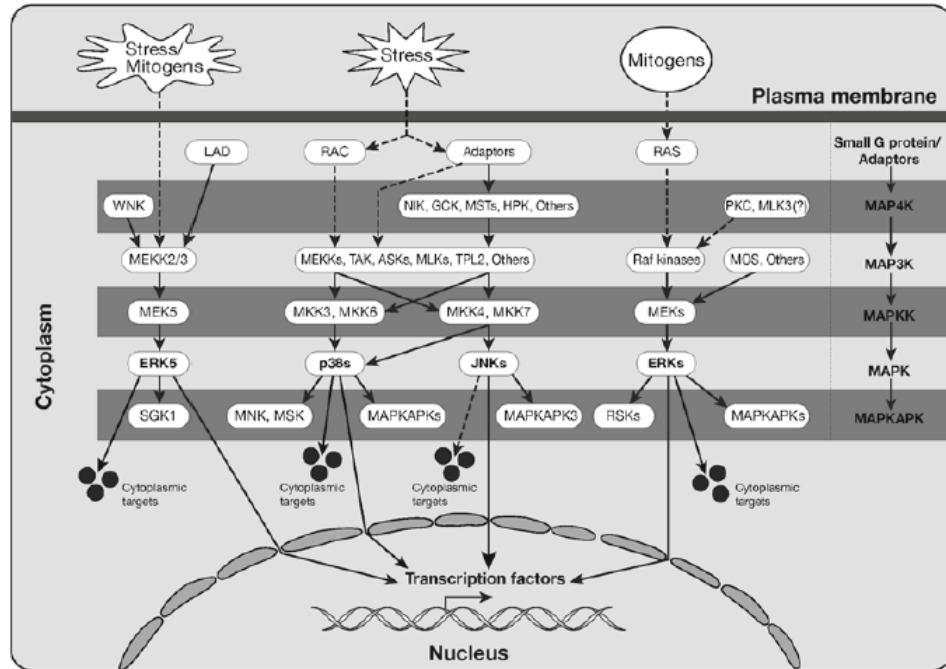 Stress/
Mitogens
Stress
Mitogens
Plasma membrane
LAD
RAC
Adaptors
RAS
Small G protein/
Adaptors
WNK
NIK, GCK, MSTs, HPK, Others
PKC, MLK3(?)
MAP4K
MEKK2/3
MEKKs, TAK, ASKs, MLKs, TPL2, Others
Raf kinases
MOS, Others
MAP3K
MEK5
MKK3, MKK6
MKK4, MKK7
MEKs
MAPKK
Cytoplasm
ERK5
p38s
JNKs
ERKs
MAPK
SGK1
MNK, MSK
MAPKAPKs
MAPKAPK3
RSKs
MAPKAPKs
MAPKAPK
Cytoplasmic
targets
Cytoplasmic
targets
Cytoplasmic
targets
Cytoplasmic
targets
Transcription factors
Nucleus